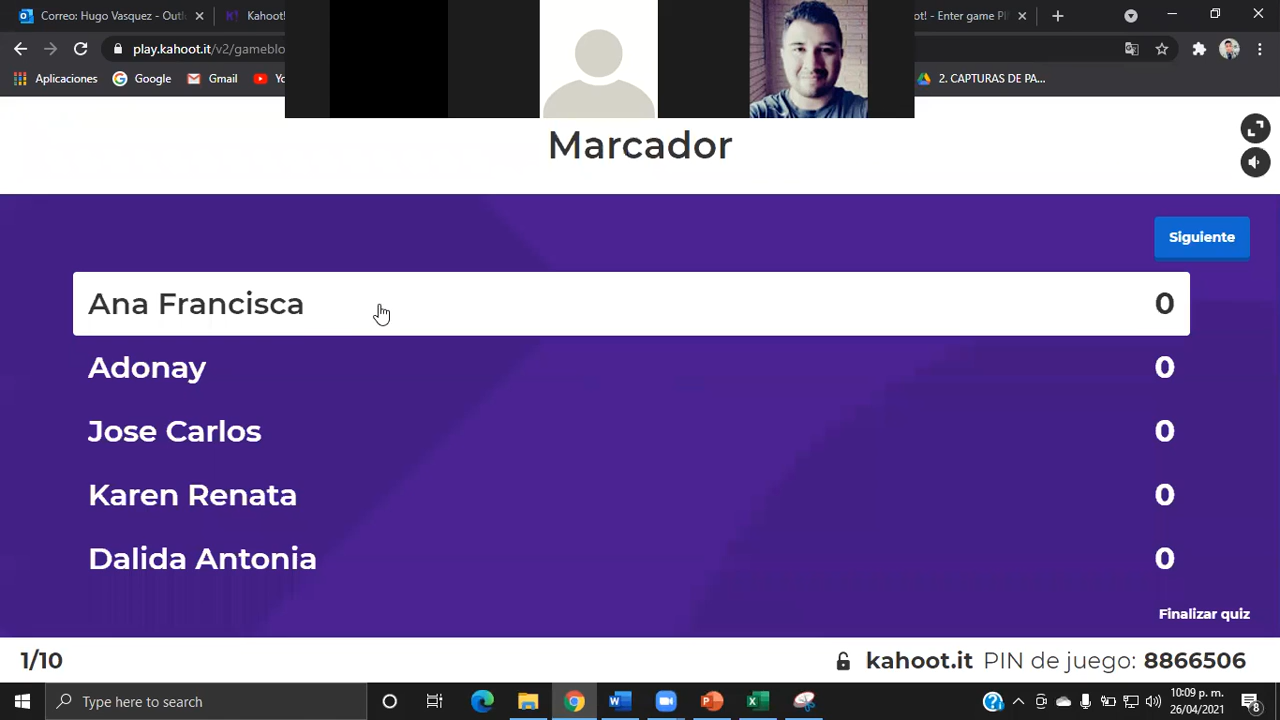 Correo: Hugo Vasquez - Outl
Kahoot!
ot! - Enter game PI
play.kahoot.it/v2/gameblo
Aplicaciones
Google
Gmail
2. CAPTURAS DE PA...
Marcador
Siguiente
Ana Francisca 0
Adonay 0
Jose Carlos 0
Karen Renata 0
Dalida Antonia 0
Finalizar quiz
1/10
kahoot.it PIN de juego: 8866506
Type here to search
10:09 p. m.
26/04/2021
8